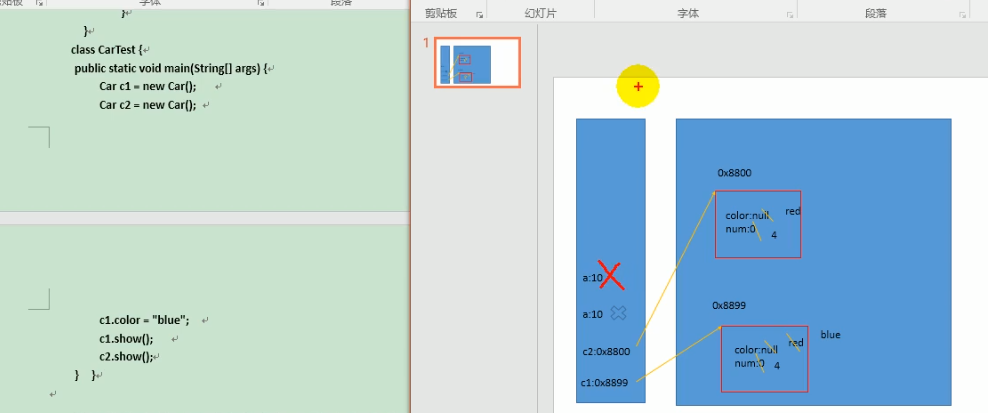 剪贴板
字体
段落
}
}
class CarTest {
public static void main(String[] args) {
Car c1 = new Car();
Car c2 = new Car();
c1.color = "blue";
c1.show();
c2.show();
} }
剪贴板
幻灯片
字体
段落
1
0x8800
color:null
red
num:0
4
a:10
a:10
0x8899
color:null
red
blue
num:0
4
c2:0x8800
c1:0x8899